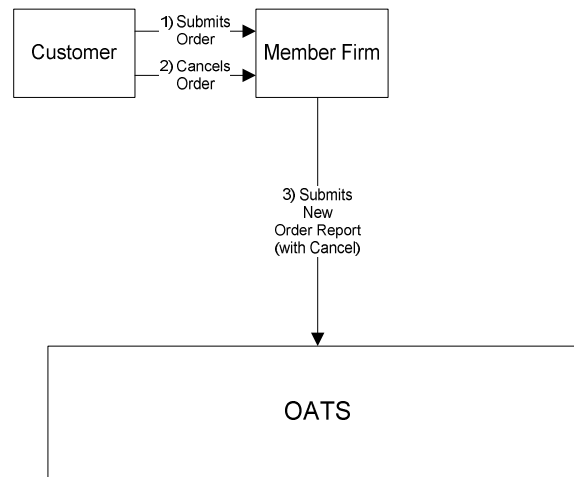 Customer
1) Submits
Order
2) Cancels
Order
Member Firm
3) Submits
New
Order Report
(with Cancel)
OATS